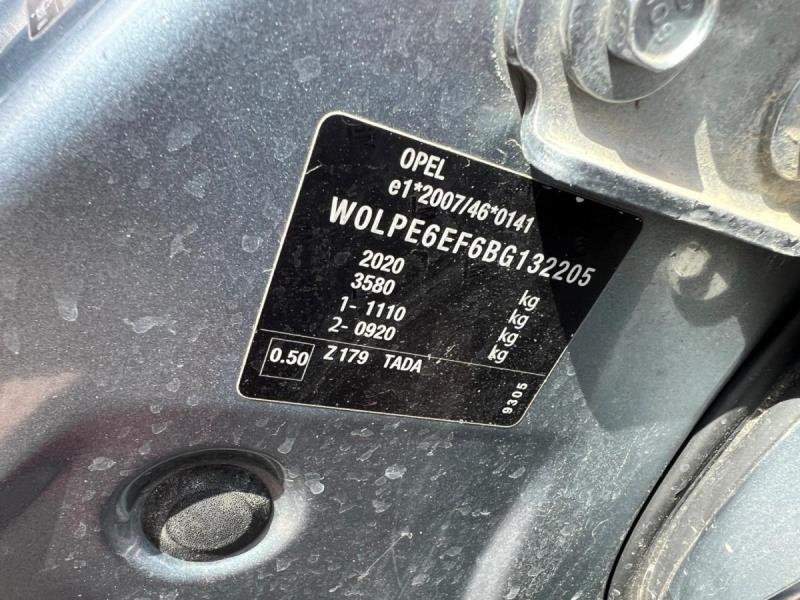 OPEL
e1*2007/46*0141
W0LPE6EF6BG132205
2020 kg
3580 kg
1- 1110 kg
2- 0920 kg
0.50 Z179 TADA
9305